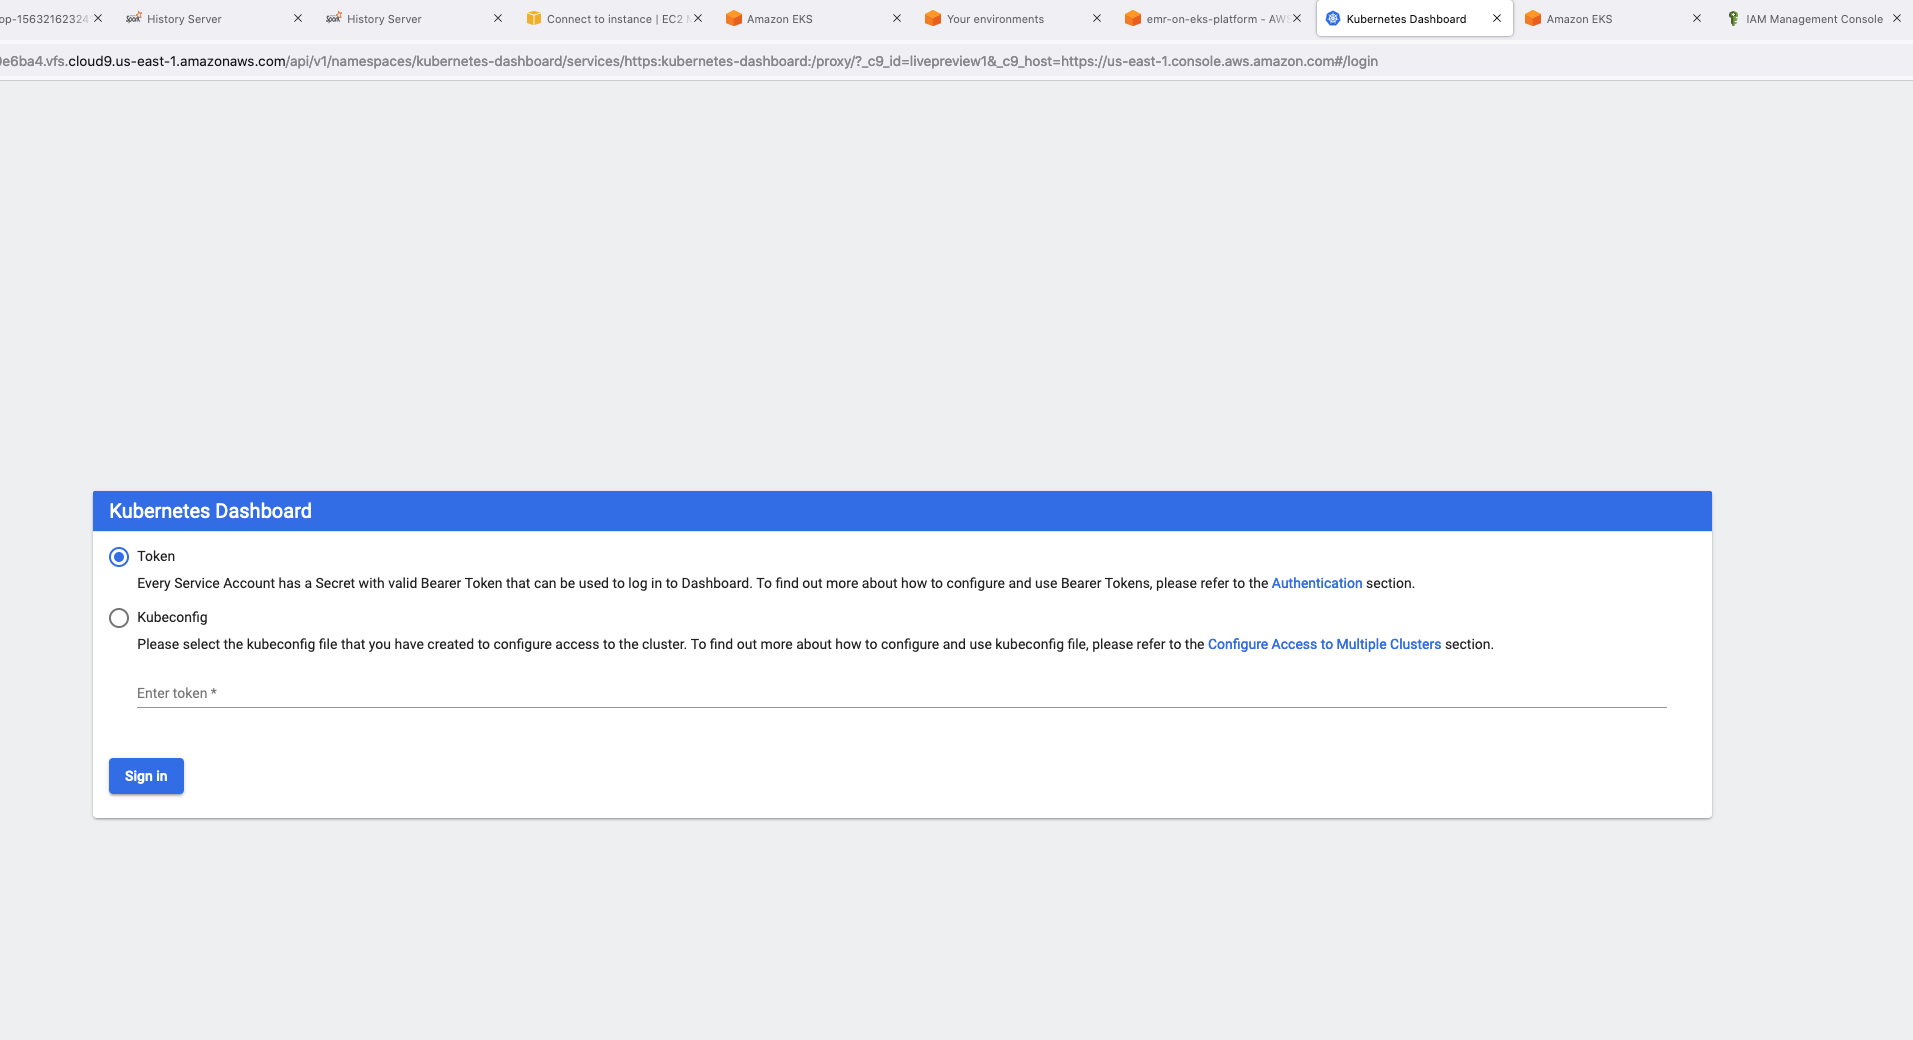 op-15632162324
History Server
History Server
Connect to instance | EC2 M
Amazon EKS
Your environments
emr-on-eks-platform - AWS
Kubernetes Dashboard
Amazon EKS
IAM Management Console
e6ba4.vfs.cloud9.us-east-1.amazonaws.com/api/v1/namespaces/kubernetes-dashboard/services/https:kubernetes-dashboard:/proxy/?_c9_id=livepreview1&_c9_host=https://us-east-1.console.aws.amazon.com#/login
Kubernetes Dashboard
Token
Every Service Account has a Secret with valid Bearer Token that can be used to log in to Dashboard. To find out more about how to configure and use Bearer Tokens, please refer to the Authentication section.
Kubeconfig
Please select the kubeconfig file that you have created to configure access to the cluster. To find out more about how to configure and use kubeconfig file, please refer to the Configure Access to Multiple Clusters section.
Enter token *
Sign in